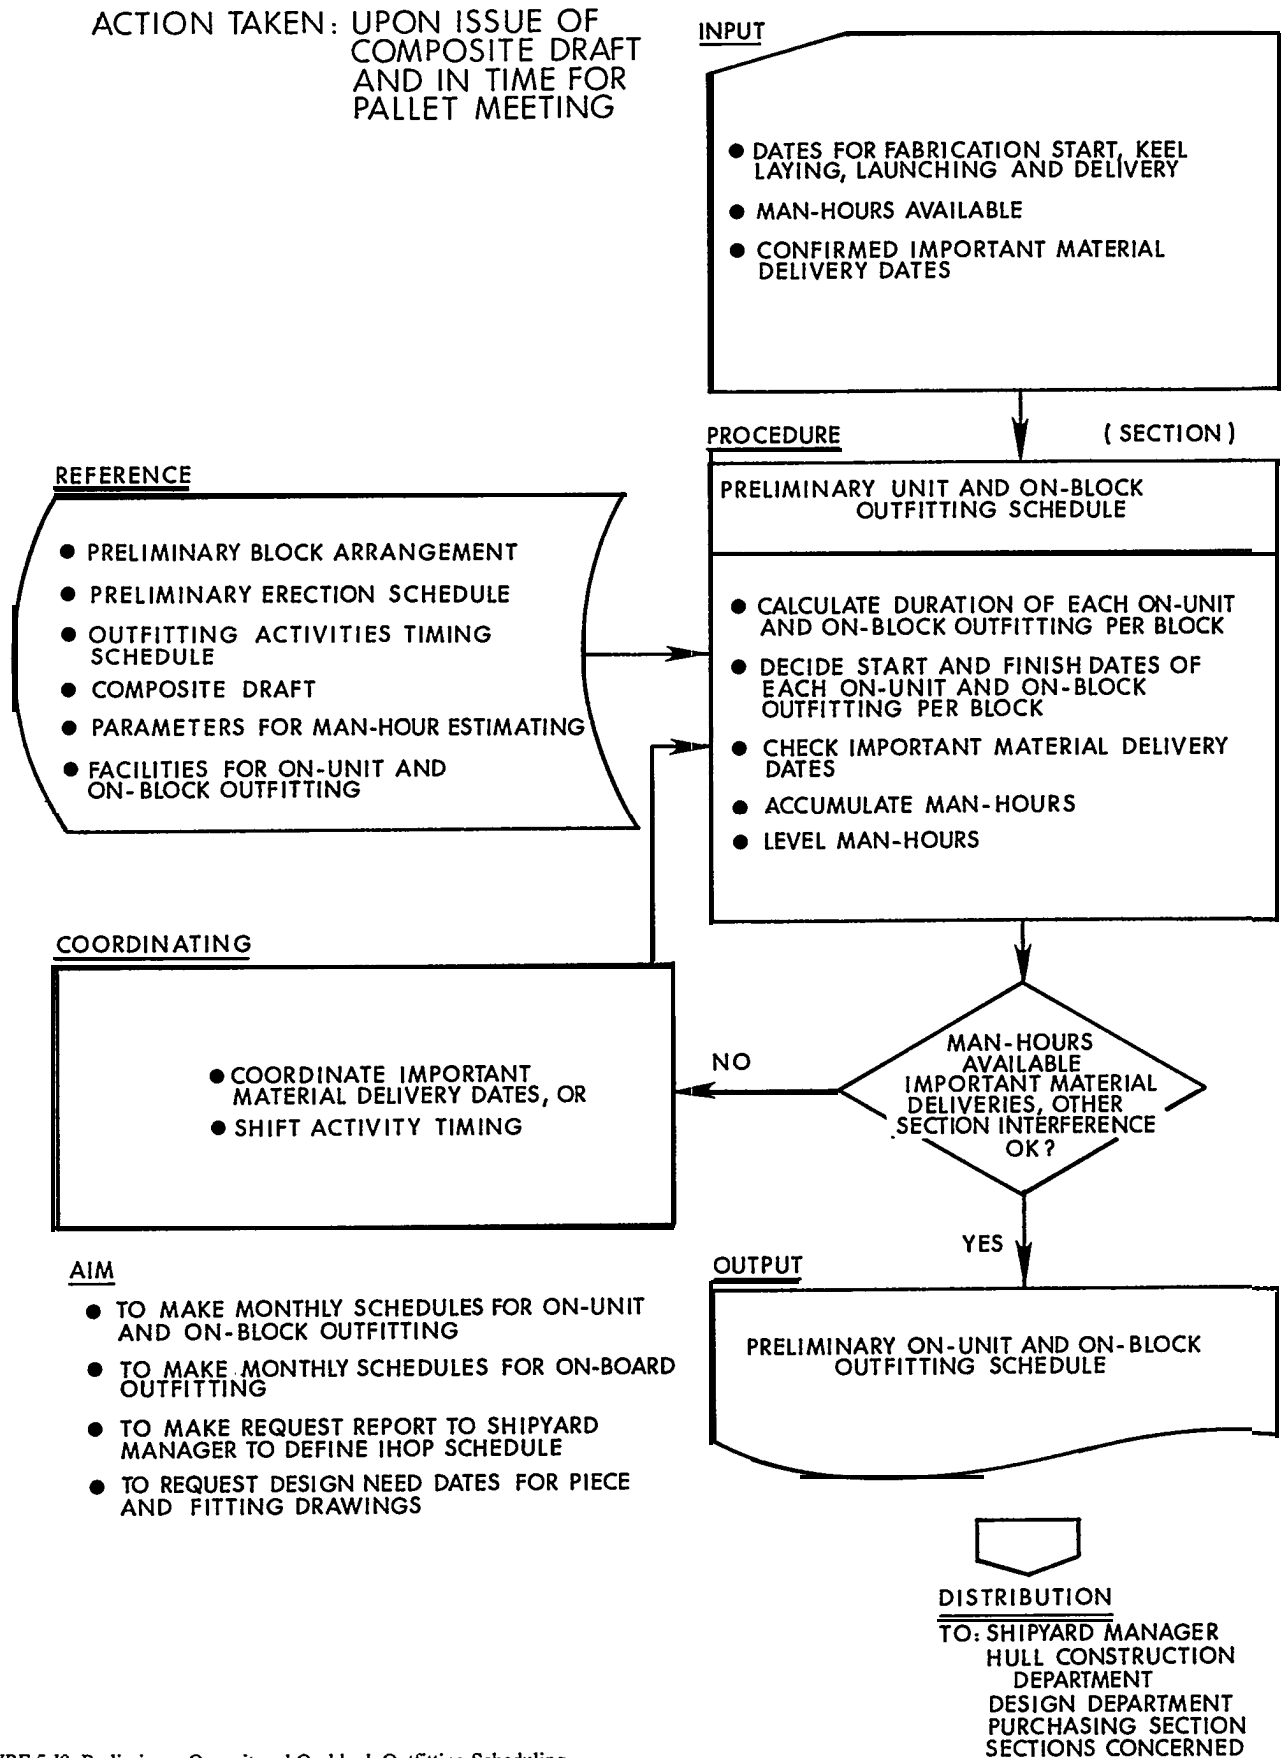 ACTION TAKEN: UPON ISSUE OF
COMPOSITE DRAFT
AND IN TIME FOR
PALLET MEETING
INPUT
● DATES FOR FABRICATION START, KEEL
LAYING, LAUNCHING AND DELIVERY
● MAN-HOURS AVAILABLE
● CONFIRMED IMPORTANT MATERIAL
DELIVERY DATES
PROCEDURE
(SECTION)
PRELIMINARY UNIT AND ON-BLOCK
OUTFITTING SCHEDULE
REFERENCE
● PRELIMINARY BLOCK ARRANGEMENT
● PRELIMINARY ERECTION SCHEDULE
● OUTFITTING ACTIVITIES TIMING
SCHEDULE
● COMPOSITE DRAFT
● PARAMETERS FOR MAN-HOUR ESTIMATING
● FACILITIES FOR ON-UNIT AND
ON-BLOCK OUTFITTING
● CALCULATE DURATION OF EACH ON-UNIT
AND ON-BLOCK OUTFITTING PER BLOCK
● DECIDE START AND FINISH DATES OF
EACH ON-UNIT AND ON-BLOCK
OUTFITTING PER BLOCK
● CHECK IMPORTANT MATERIAL DELIVERY
DATES
● ACCUMULATE MAN-HOURS
● LEVEL MAN-HOURS
COORDINATING
● COORDINATE IMPORTANT
MATERIAL DELIVERY DATES, OR
● SHIFT ACTIVITY TIMING
NO
MAN-HOURS
AVAILABLE
IMPORTANT MATERIAL
DELIVERIES, OTHER
SECTION INTERFERENCE
OK?
YES
AIM
● TO MAKE MONTHLY SCHEDULES FOR ON-UNIT
AND ON-BLOCK OUTFITTING
● TO MAKE MONTHLY SCHEDULES FOR ON-BOARD
OUTFITTING
● TO MAKE REQUEST REPORT TO SHIPYARD
MANAGER TO DEFINE IHOP SCHEDULE
● TO REQUEST DESIGN NEED DATES FOR PIECE
AND FITTING DRAWINGS
OUTPUT
PRELIMINARY ON-UNIT AND ON-BLOCK
OUTFITTING SCHEDULE
DISTRIBUTION
TO: SHIPYARD MANAGER
HULL CONSTRUCTION
DEPARTMENT
DESIGN DEPARTMENT
PURCHASING SECTION
SECTIONS CONCERNED